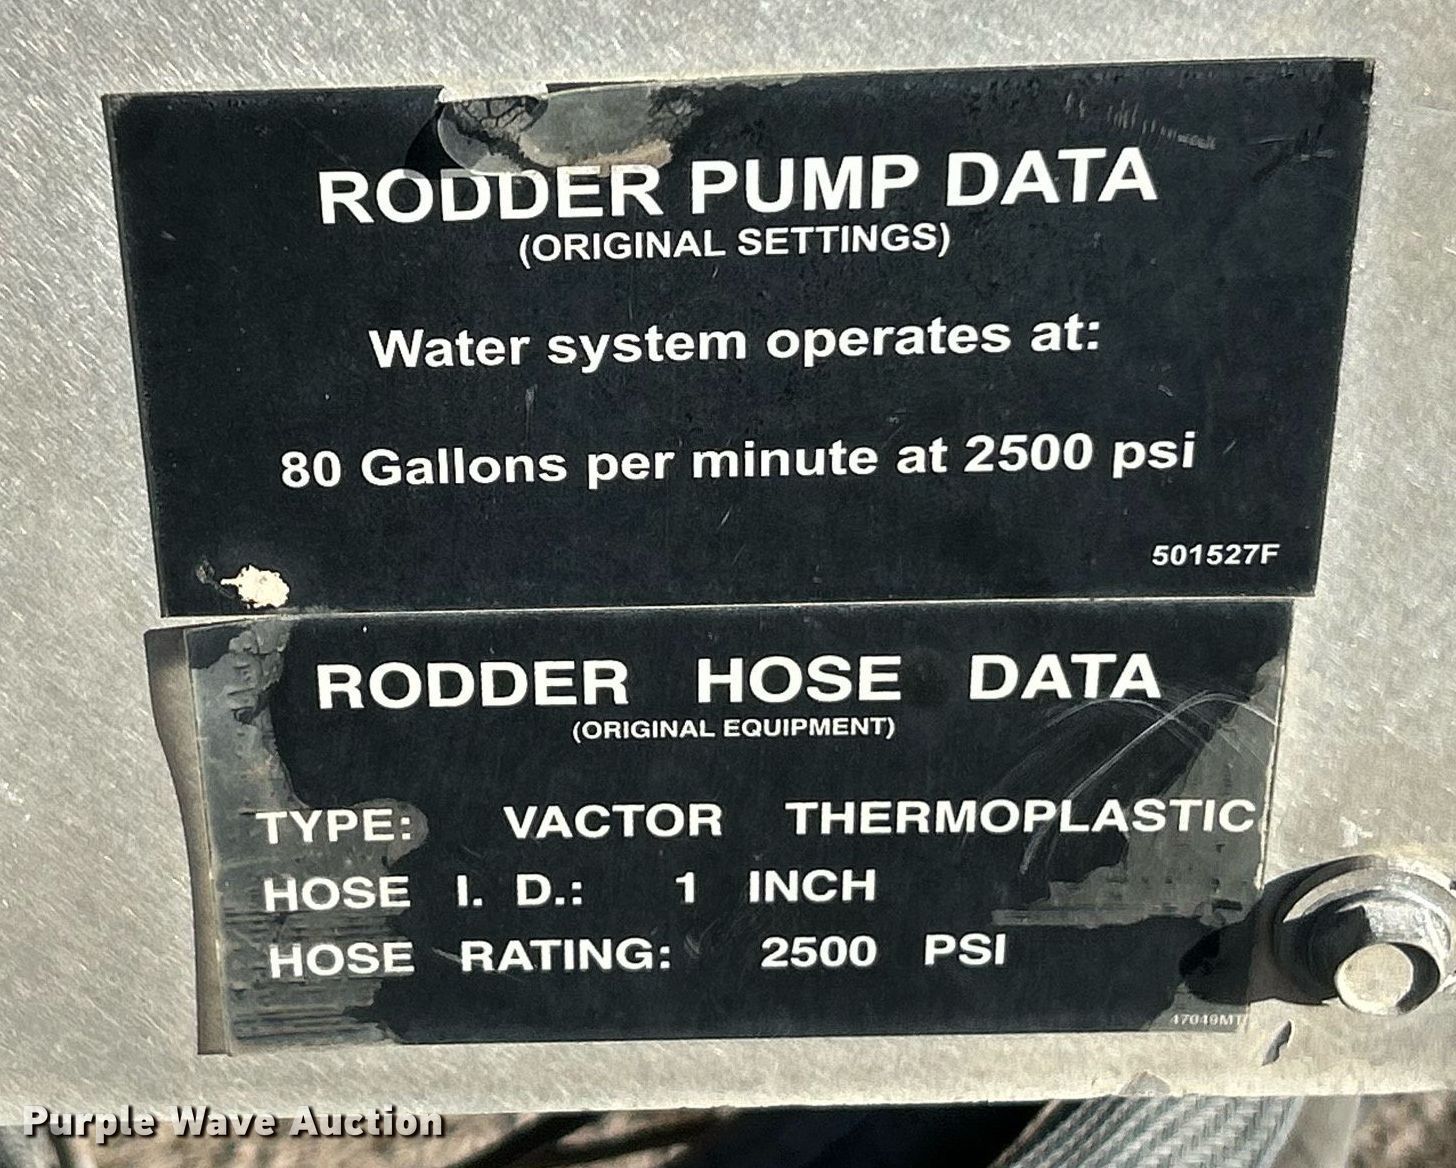 RODDER PUMP DATA
(ORIGINAL SETTINGS)
Water system operates at:
80 Gallons per minute at 2500 psi
501527F
RODDER HOSE DATA
(ORIGINAL EQUIPMENT)
TYPE: VACTOR THERMOPLASTIC
HOSE I. D.: 1 INCH
HOSE RATING: 2500 PSI
Purple Wave Auction